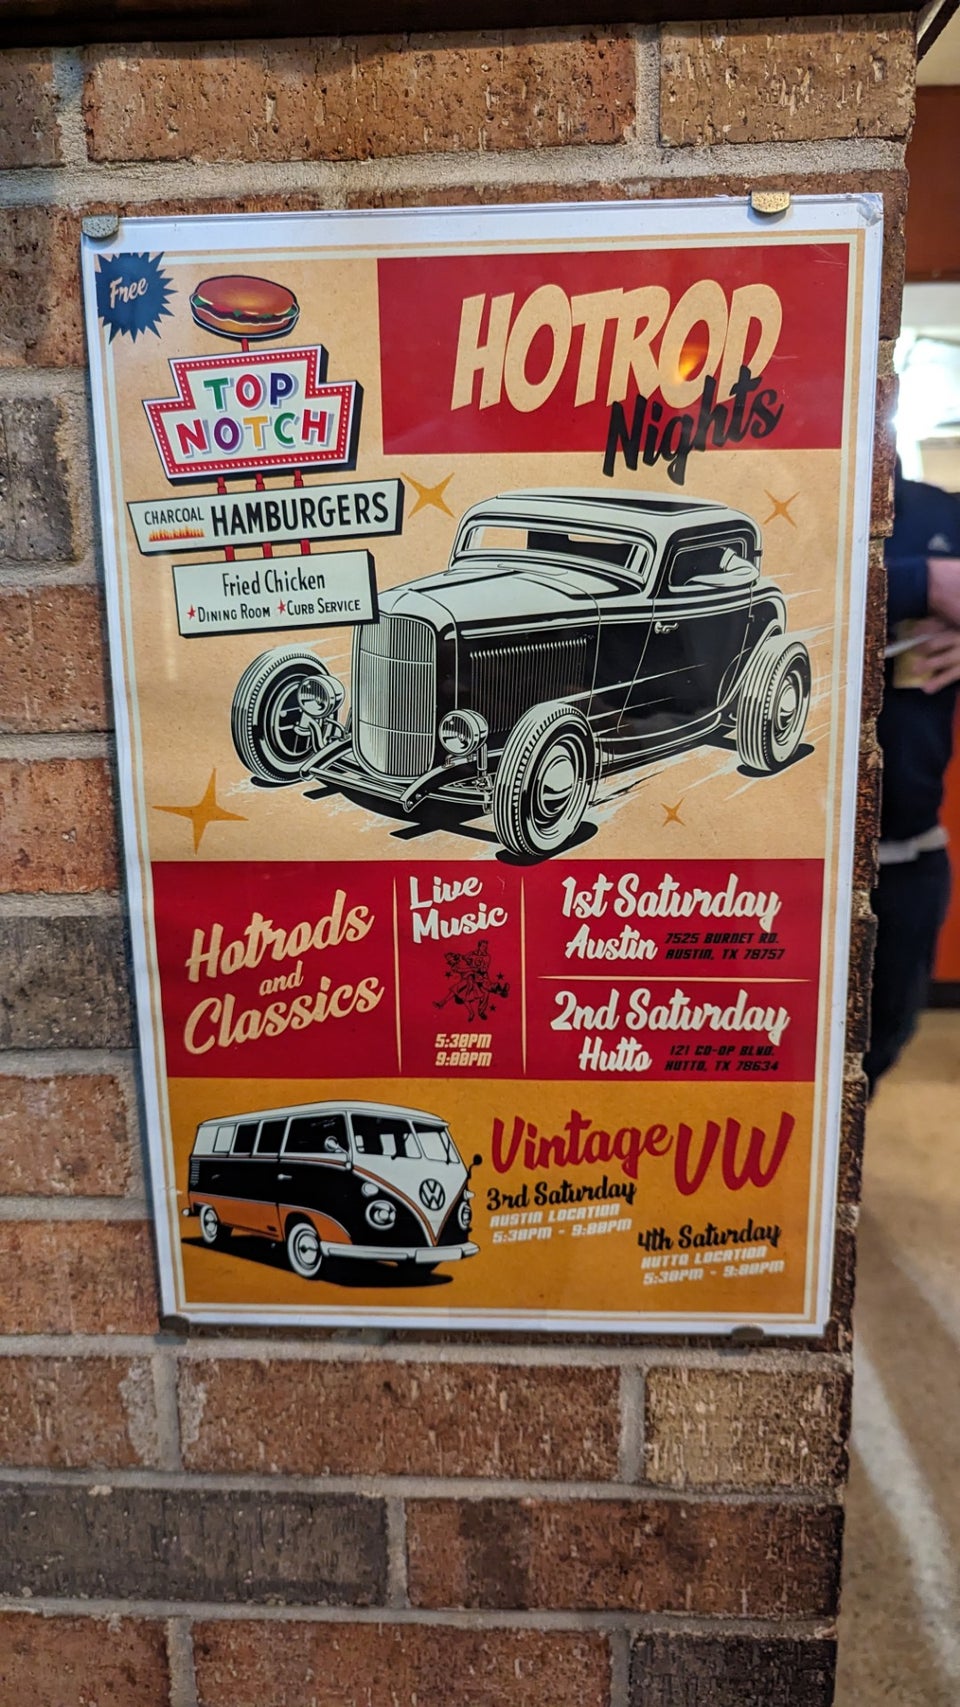 Free
TOP
NOTCH
CHARCOAL HAMBURGERS
Fried Chicken
★DINING ROOM ★CURB SERVICE
HOTROD
Nights
Hotrods
and
Classics
Live
Music
5:30PM
-
9:00PM
1st Saturday
Austin
7525 BURNET RD.
AUSTIN, TX 78757
2nd Saturday
Hutto
121 CO-OP BLVD.
HUTTO, TX 78634
Vintage VW
3rd Saturday
AUSTIN LOCATION
5:30PM - 9:00PM
4th Saturday
HUTTO LOCATION
5:30PM - 9:00PM